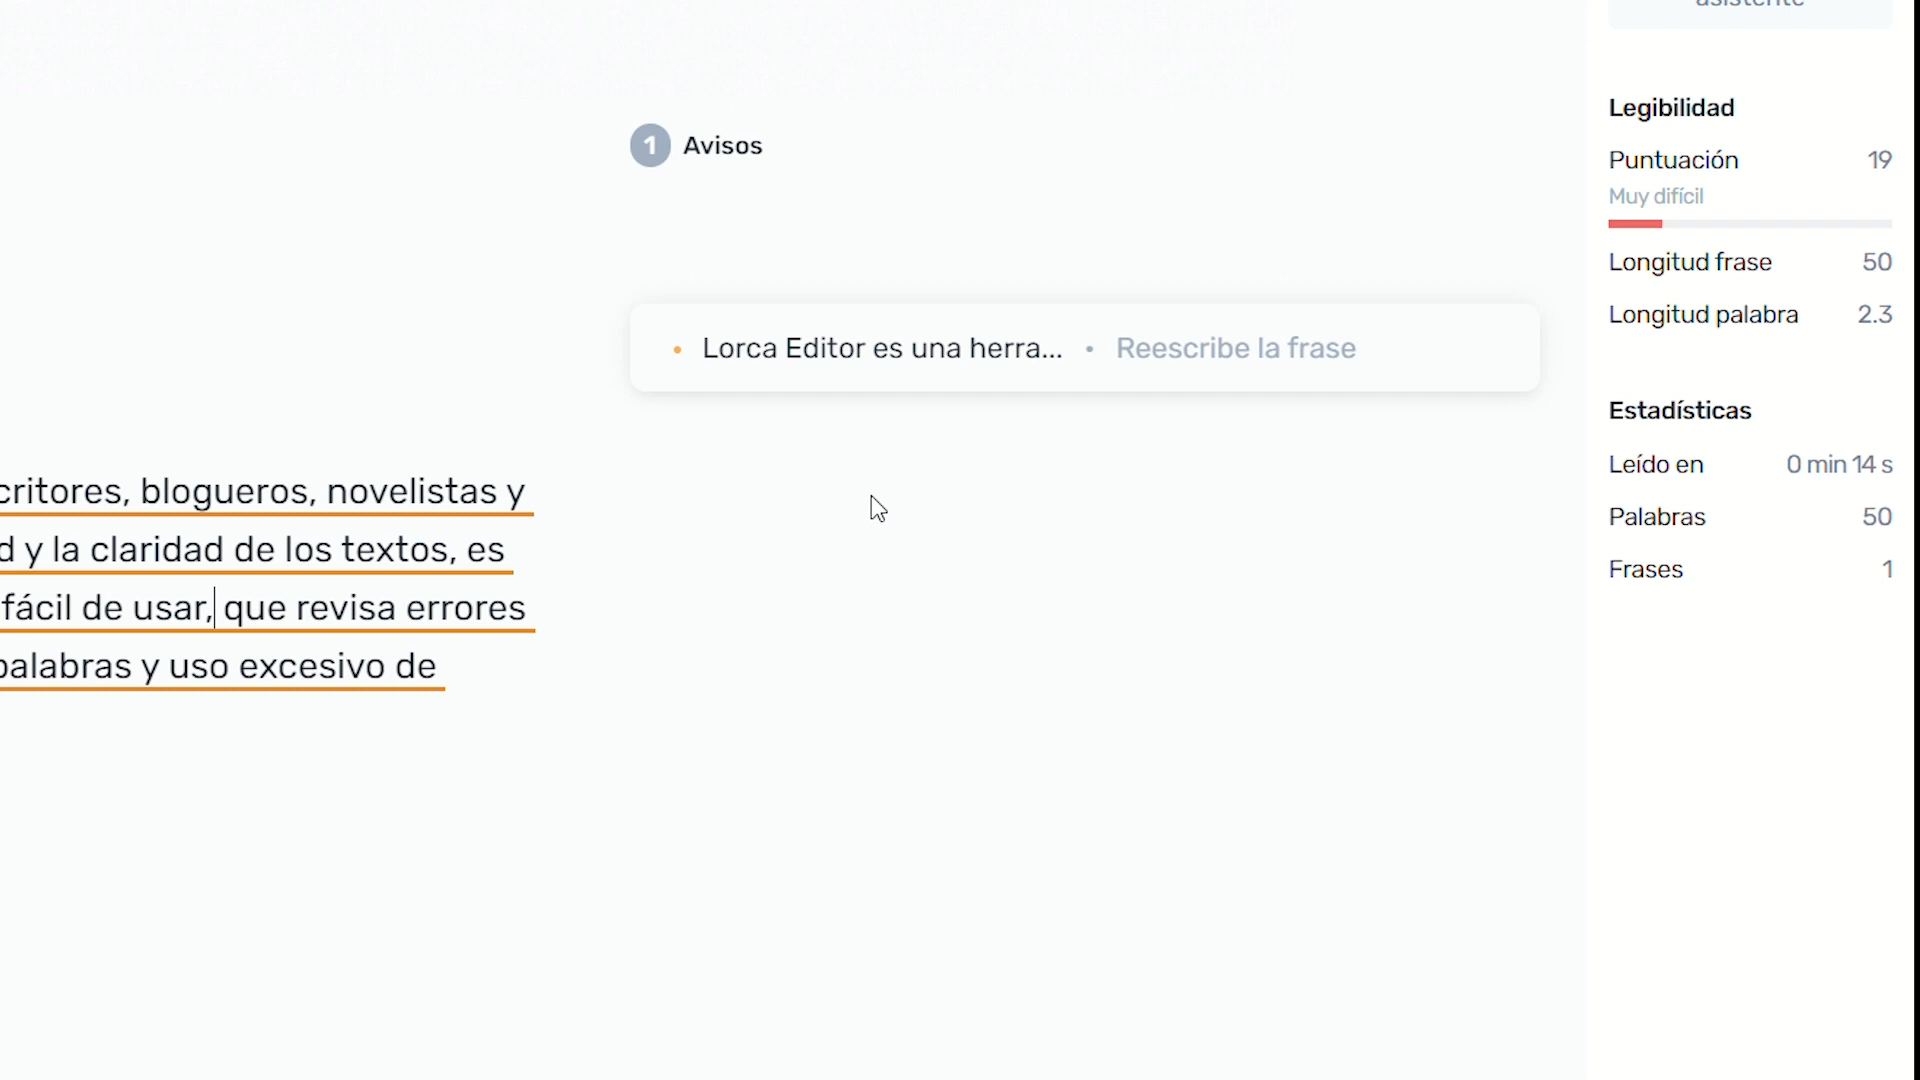 asistente
1 Avisos
Lorca Editor es una herra... • Reescribe la frase
critores, blogueros, novelistas y
d y la claridad de los textos, es
fácil de usar, que revisa errores
palabras y uso excesivo de
Legibilidad
Puntuación 19
Muy difícil
Longitud frase 50
Longitud palabra 2.3
Estadísticas
Leído en 0 min 14 s
Palabras 50
Frases 1